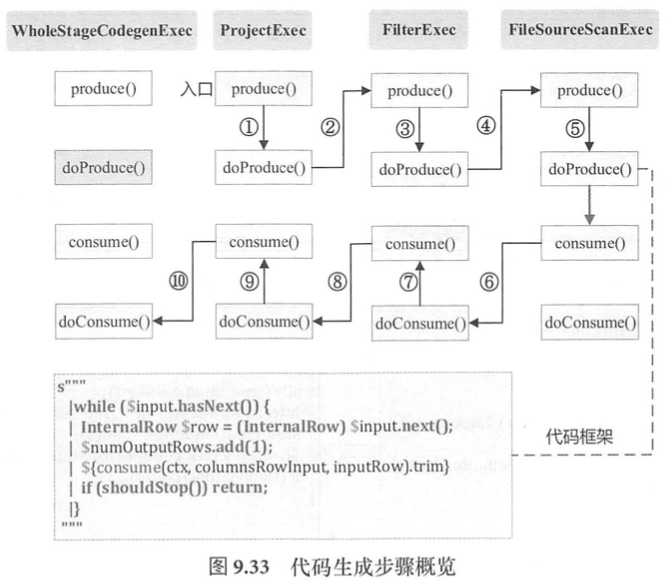 WholeStageCodegenExec ProjectExec FilterExec FileSourceScanExec
produce() 入口 produce() produce() produce()
① ② ③ ④ ⑤
doProduce() doProduce() doProduce() doProduce()
consume() consume() consume() consume()
⑩ ⑨ ⑧ ⑦ ⑥
doConsume() doConsume() doConsume() doConsume()
s"""
|while ($input.hasNext()) {
| InternalRow $row = (InternalRow) $input.next();
| $numOutputRows.add(1);
| ${consume(ctx, columnsRowInput, inputRow).trim}
| if (shouldStop()) return;
|}
"""
代码框架
图 9.33 代码生成步骤概览